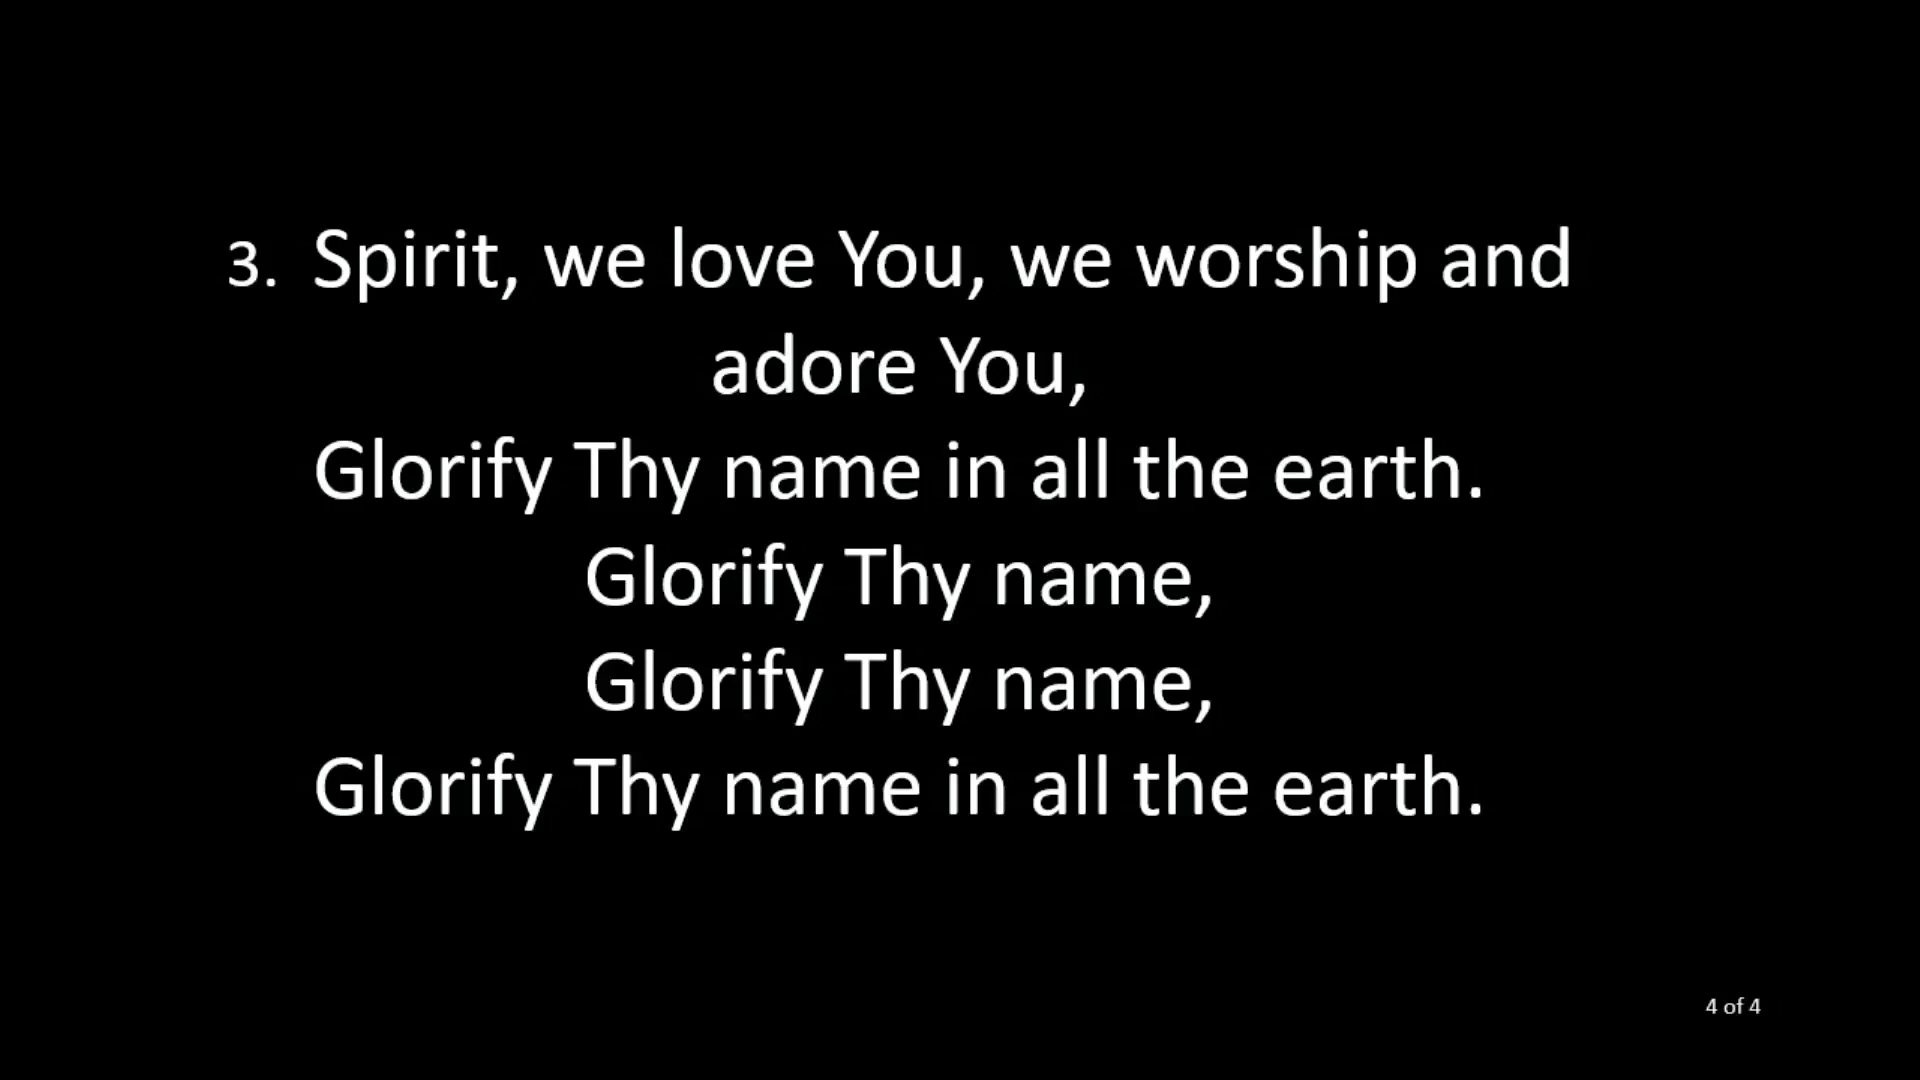 3. Spirit, we love You, we worship and
adore You,
Glorify Thy name in all the earth.
Glorify Thy name,
Glorify Thy name,
Glorify Thy name in all the earth.
4 of 4